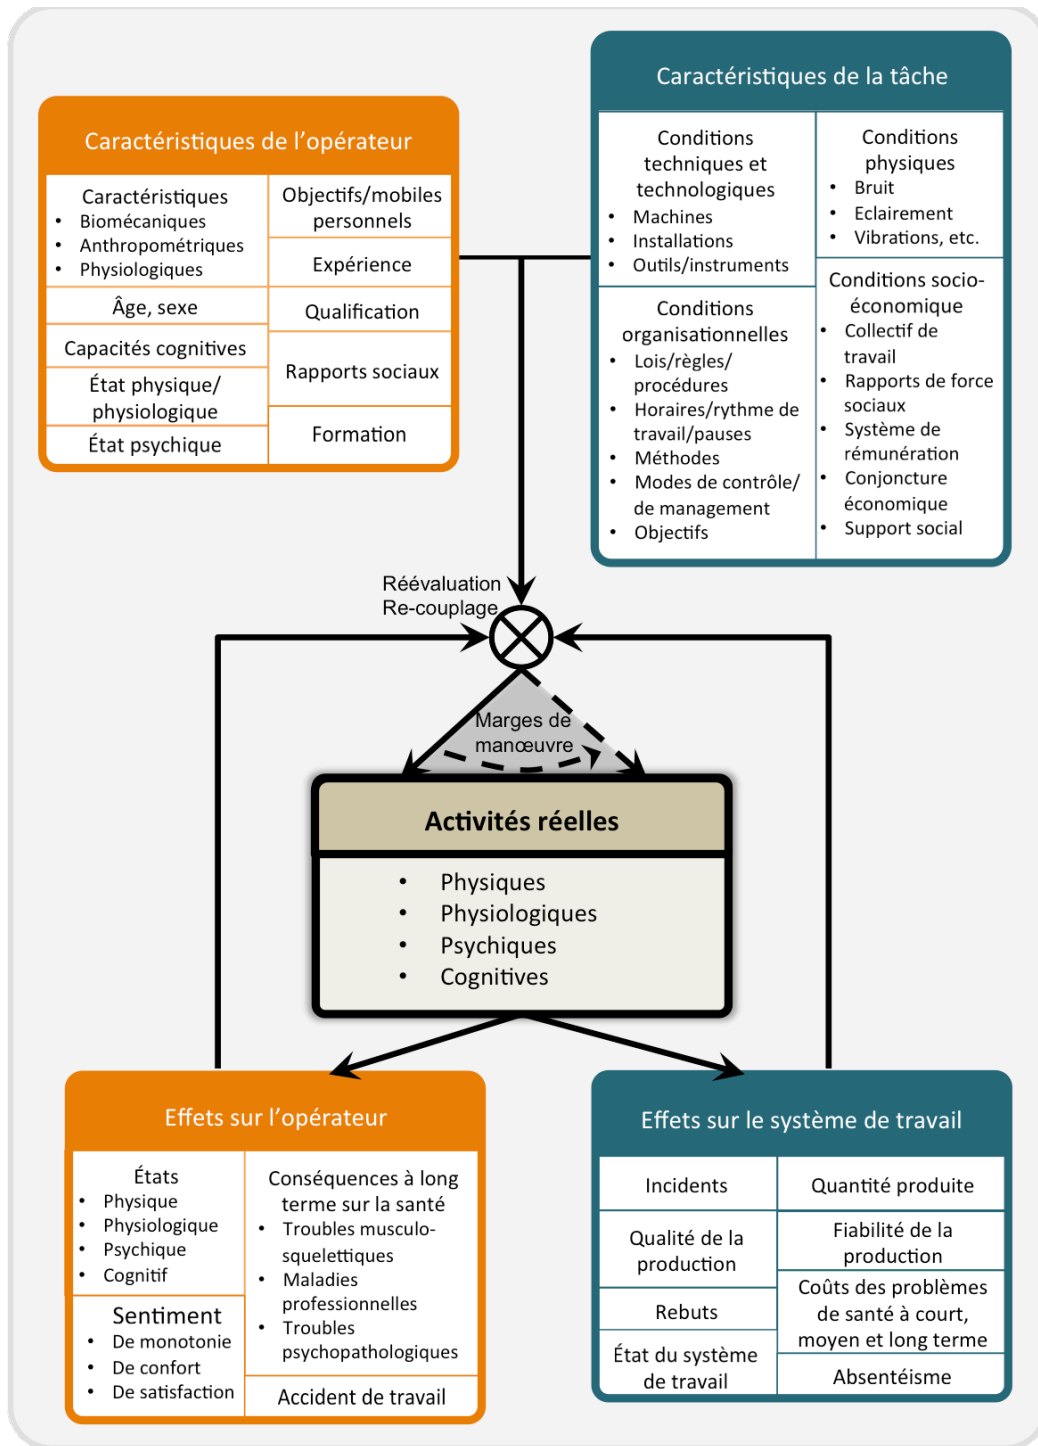 Caractéristiques de l’opérateur
Caractéristiques
• Biomécaniques
• Anthropométriques
• Physiologiques
Âge, sexe
Capacités cognitives
État physique/
physiologique
État psychique
Objectifs/mobiles
personnels
Expérience
Qualification
Rapports sociaux
Formation
Caractéristiques de la tâche
Conditions
techniques et
technologiques
• Machines
• Installations
• Outils/instruments
Conditions
organisationnelles
• Lois/règles/
procédures
• Horaires/rythme de
travail/pauses
• Méthodes
• Modes de contrôle/
de management
• Objectifs
Conditions
physiques
• Bruit
• Eclairement
• Vibrations, etc.
Conditions socio-
économique
• Collectif de
travail
• Rapports de force
sociaux
• Système de
rémunération
• Conjoncture
économique
• Support social
Réévaluation
Re-couplage
Marges de
manœuvre
Activités réelles
• Physiques
• Physiologiques
• Psychiques
• Cognitives
Effets sur l’opérateur
États
• Physique
• Physiologique
• Psychique
• Cognitif
Sentiment
• De monotonie
• De confort
• De satisfaction
Conséquences à long
terme sur la santé
• Troubles musculo-
squelettiques
• Maladies
professionnelles
• Troubles
psychopathologiques
Accident de travail
Effets sur le système de travail
Incidents
Qualité de la
production
Rebuts
État du système
de travail
Quantité produite
Fiabilité de la
production
Coûts des problèmes
de santé à court,
moyen et long terme
Absentéisme